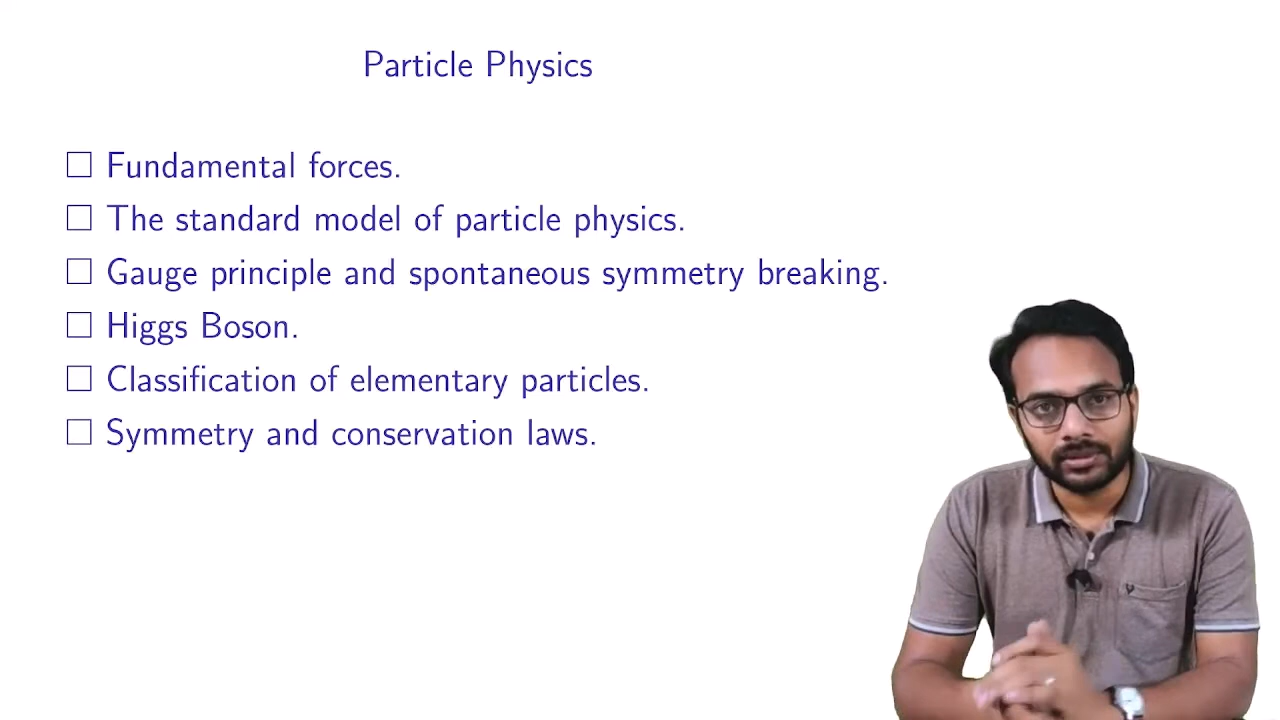 Particle Physics
☐ Fundamental forces.
☐ The standard model of particle physics.
☐ Gauge principle and spontaneous symmetry breaking.
☐ Higgs Boson.
☐ Classification of elementary particles.
☐ Symmetry and conservation laws.